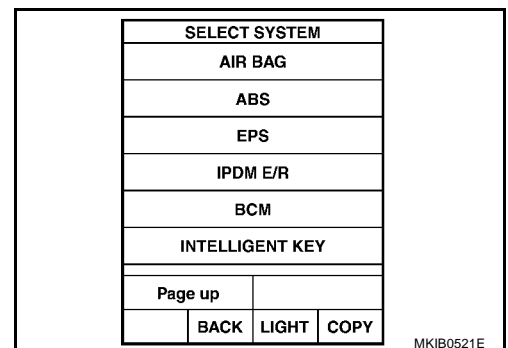 SELECT SYSTEM
AIR BAG
ABS
EPS
IPDM E/R
BCM
INTELLIGENT KEY
Page up
BACK LIGHT COPY
MKIB0521E